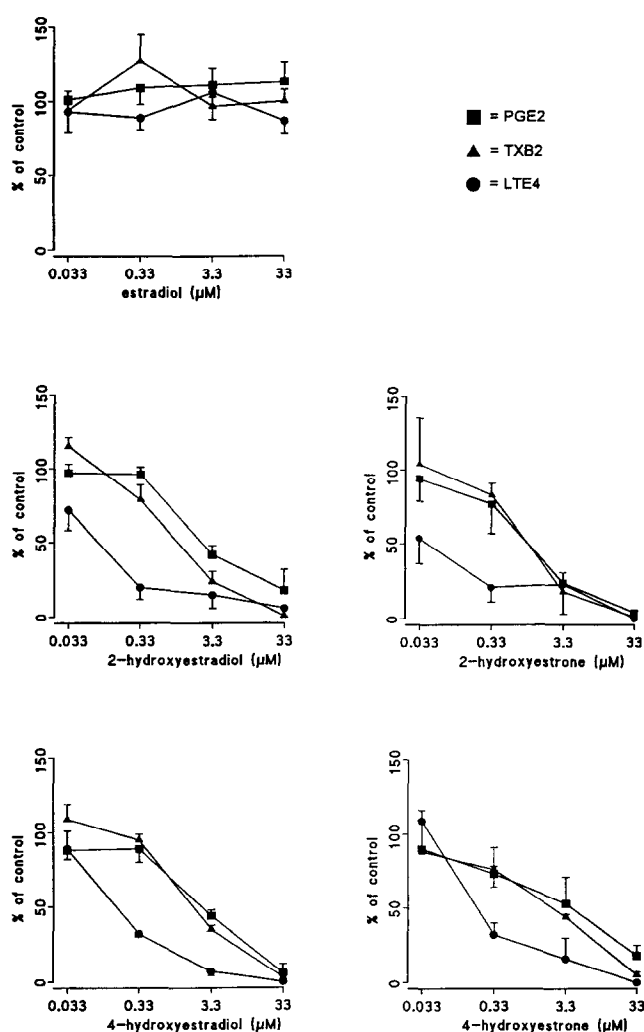 150
100
50
0
% of control
0.033 0.33 3.3 33
estradiol (µM)
■ = PGE2
▲ = TXB2
● = LTE4
150
100
50
0
% of control
0.033 0.33 3.3 33
2-hydroxyestradiol (µM)
150
100
50
0
% of control
0.033 0.33 3.3 33
2-hydroxyestrone (µM)
150
100
50
0
% of control
0.033 0.33 3.3 33
4-hydroxyestradiol (µM)
150
100
50
0
% of control
0.033 0.33 3.3 33
4-hydroxyestrone (µM)